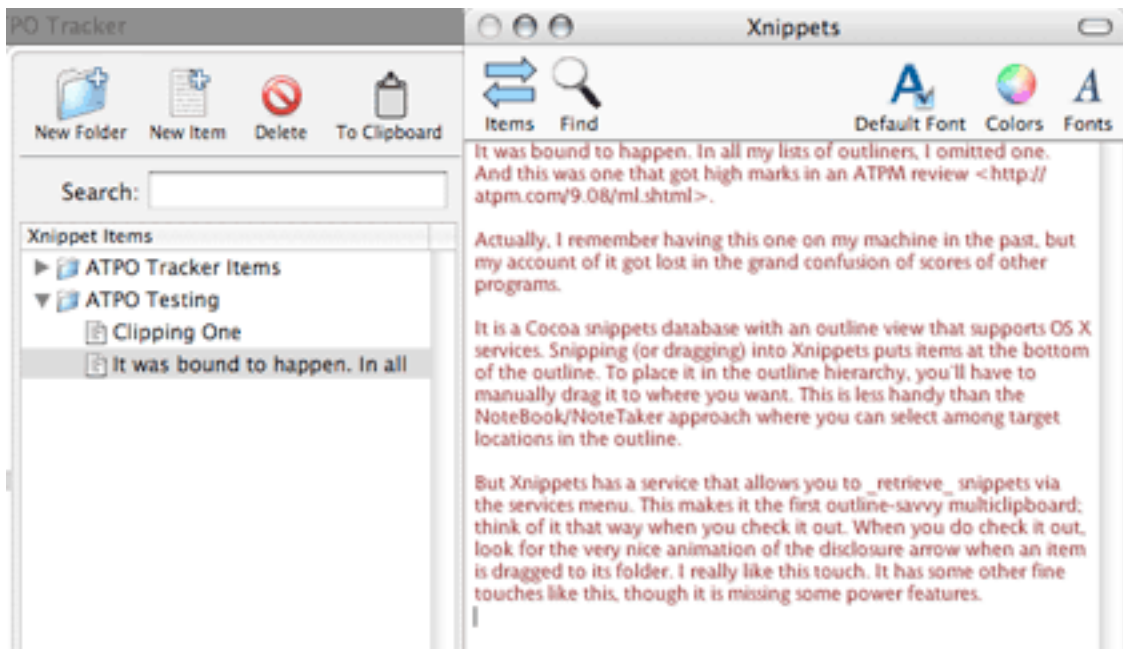 PO Tracker
New Folder New Item Delete To Clipboard
Search:
Xnippet Items
ATPO Tracker Items
ATPO Testing
Clipping One
It was bound to happen. In all
Xnippets
Items Find Default Font Colors Fonts
It was bound to happen. In all my lists of outliners, I omitted one.
And this was one that got high marks in an ATPM review <http://
atpm.com/9.08/ml.shtml>.
Actually, I remember having this one on my machine in the past, but
my account of it got lost in the grand confusion of scores of other
programs.
It is a Cocoa snippets database with an outline view that supports OS X
services. Snipping (or dragging) into Xnippets puts items at the bottom
of the outline. To place it in the outline hierarchy, you'll have to
manually drag it to where you want. This is less handy than the
NoteBook/NoteTaker approach where you can select among target
locations in the outline.
But Xnippets has a service that allows you to _retrieve_ snippets via
the services menu. This makes it the first outline-savvy multiclipboard;
think of it that way when you check it out. When you do check it out,
look for the very nice animation of the disclosure arrow when an item
is dragged to its folder. I really like this touch. It has some other fine
touches like this, though it is missing some power features.